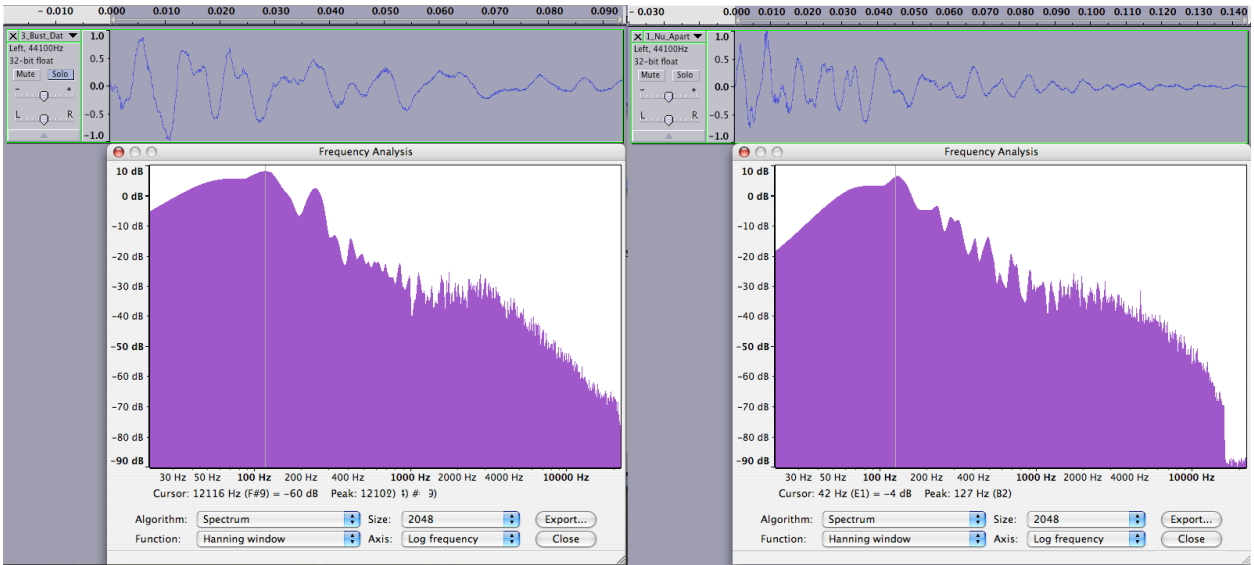 -0.010 0.000 0.010 0.020 0.030 0.040 0.050 0.060 0.070 0.080 0.090
3_Bust_Dat
Left, 44100Hz
32-bit float
Mute Solo
- +
L R
1.0
0.5
0.0
-0.5
-1.0
Frequency Analysis
10 dB
0 dB
-10 dB
-20 dB
-30 dB
-40 dB
-50 dB
-60 dB
-70 dB
-80 dB
-90 dB
30 Hz 50 Hz 100 Hz 200 Hz 400 Hz 1000 Hz 2000 Hz 4000 Hz 10000 Hz
Cursor: 12116 Hz (F#9) = -60 dB Peak:
Algorithm: Spectrum Size: 2048 Export...
Function: Hanning window Axis: Log frequency Close
-0.030 0.000 0.010 0.020 0.030 0.040 0.050 0.060 0.070 0.080 0.090 0.100 0.110 0.120 0.130 0.140
1_Nu_Apart
Left, 44100Hz
32-bit float
Mute Solo
- +
L R
1.0
0.5
0.0
-0.5
-1.0
Frequency Analysis
10 dB
0 dB
-10 dB
-20 dB
-30 dB
-40 dB
-50 dB
-60 dB
-70 dB
-80 dB
-90 dB
30 Hz 50 Hz 100 Hz 200 Hz 400 Hz 1000 Hz 2000 Hz 4000 Hz 10000 Hz
Cursor: 42 Hz (E1) = -4 dB Peak: 127 Hz (B2)
Algorithm: Spectrum Size: 2048 Export...
Function: Hanning window Axis: Log frequency Close